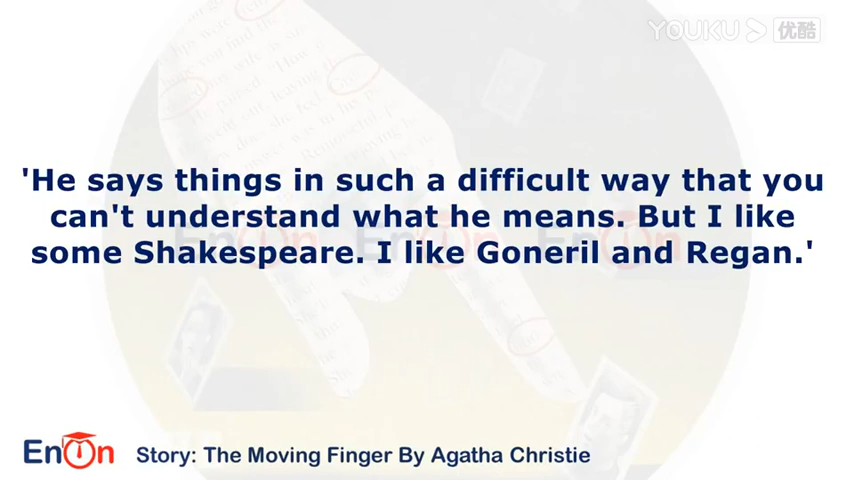 YOUKU 优酷
'He says things in such a difficult way that you
can't understand what he means. But I like
some Shakespeare. I like Goneril and Regan.'
EnOn Story: The Moving Finger By Agatha Christie